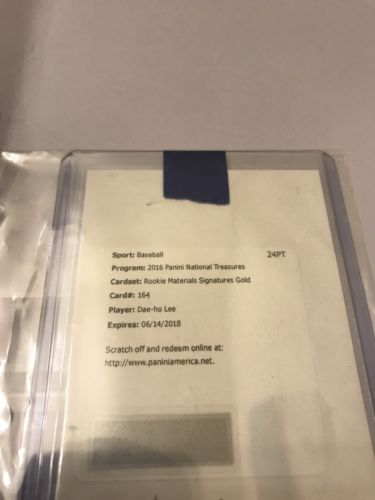 Sport: Baseball 24PT
Program: 2016 Panini National Treasures
Cardset: Rookie Materials Signatures Gold
Card#: 164
Player: Dae-ho Lee
Expires: 06/14/2018
Scratch off and redeem online at:
http://www.paniniamerica.net.